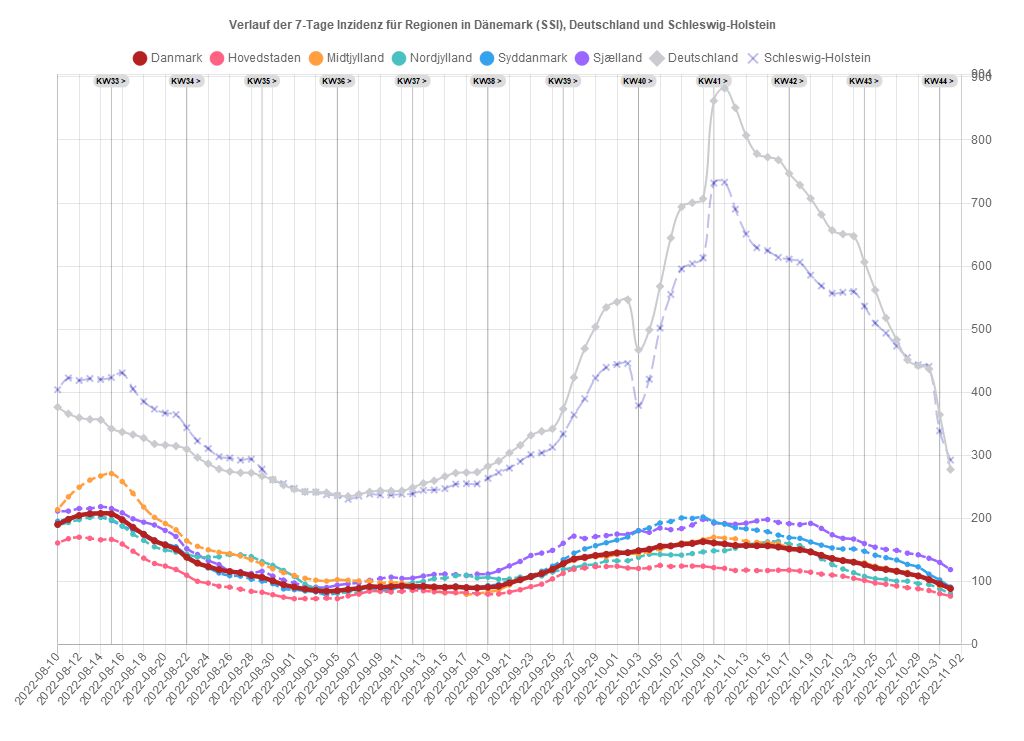 Verlauf der 7-Tage Inzidenz für Regionen in Dänemark (SSI), Deutschland und Schleswig-Holstein
Danmark Hovedstaden Midtjylland Nordjylland Syddanmark Sjælland Deutschland Schleswig-Holstein
KW33 > KW34 > KW35 > KW36 > KW37 > KW38 > KW39 > KW40 > KW41 > KW42 > KW43 > KW44 >
904
900
800
700
600
500
400
300
200
100
0
2022-08-10 2022-08-12 2022-08-14 2022-08-16 2022-08-18 2022-08-20 2022-08-22 2022-08-24 2022-08-26 2022-08-28 2022-08-30 2022-09-01 2022-09-03 2022-09-05 2022-09-07 2022-09-09 2022-09-11 2022-09-13 2022-09-15 2022-09-17 2022-09-19 2022-09-21 2022-09-23 2022-09-25 2022-09-27 2022-09-29 2022-10-01 2022-10-03 2022-10-05 2022-10-07 2022-10-09 2022-10-11 2022-10-13 2022-10-15 2022-10-17 2022-10-19 2022-10-21 2022-10-23 2022-10-25 2022-10-27 2022-10-29 2022-10-31 2022-11-02